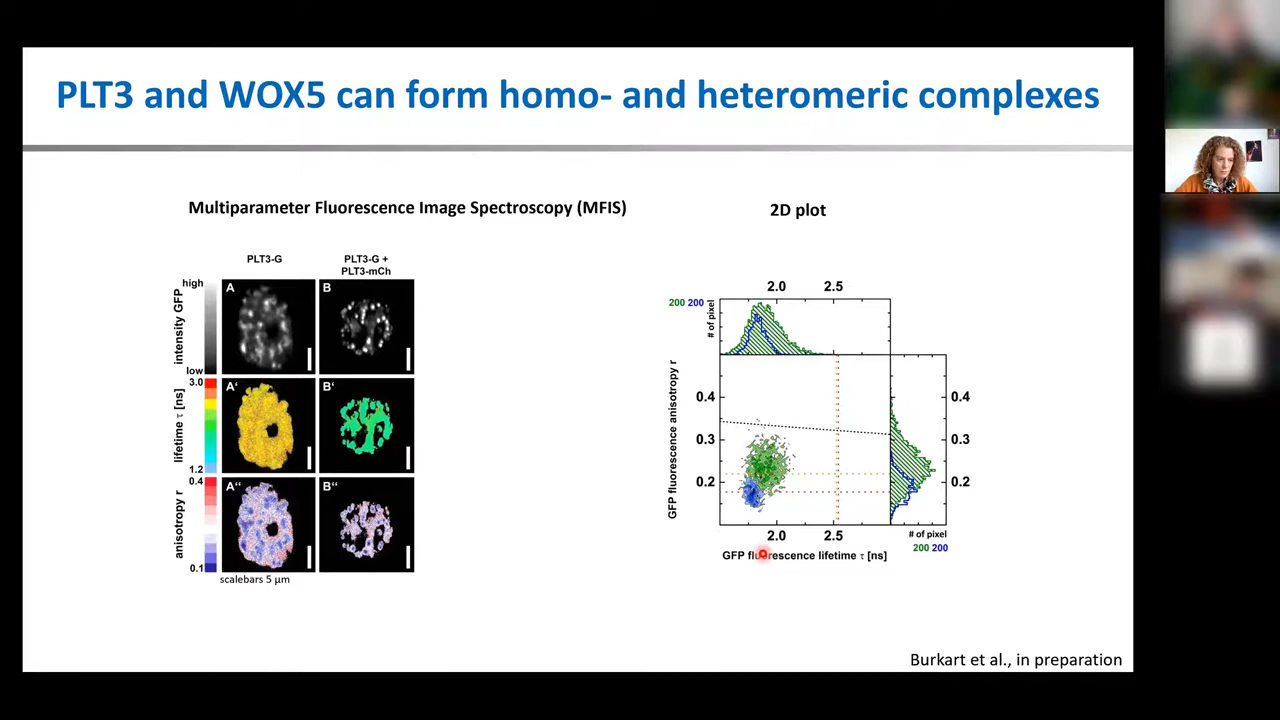 PLT3 and WOX5 can form homo- and heteromeric complexes
Multiparameter Fluorescence Image Spectroscopy (MFIS)
2D plot
PLT3-G
PLT3-G +
PLT3-mCh
high
low
intensity GFP
A
B
3.0
1.2
lifetime τ [ns]
A'
B'
0.4
0.1
anisotropy r
A''
B''
scalebars 5 µm
2.0 2.5
200 200
# of pixel
GFP fluorescence anisotropy r
0.4
0.3
0.2
0.4
0.3
0.2
2.0 2.5
GFP fluorescence lifetime τ [ns]
# of pixel
200 200
Burkart et al., in preparation